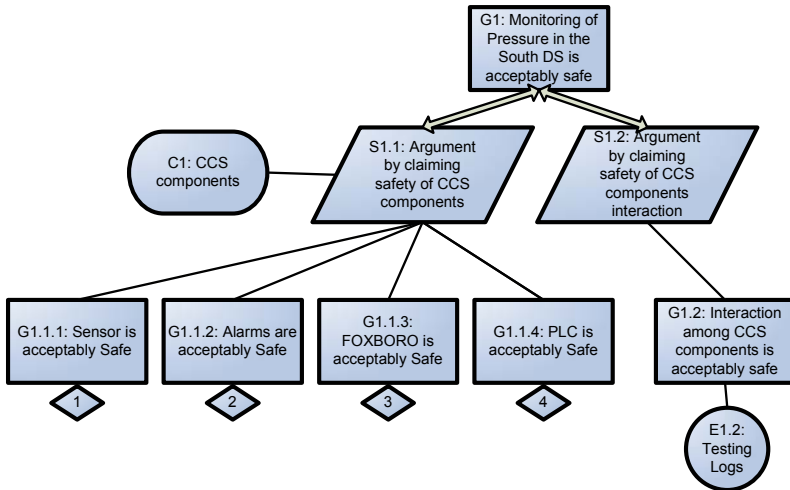 G1: Monitoring of
Pressure in the
South DS is
acceptably safe
C1: CCS
components
S1.1: Argument
by claiming
safety of CCS
components
S1.2: Argument
by claiming
safety of CCS
components
interaction
G1.1.1: Sensor is
acceptably Safe
G1.1.2: Alarms are
acceptably Safe
G1.1.3:
FOXBORO is
acceptably Safe
G1.1.4: PLC is
acceptably Safe
G1.2: Interaction
among CCS
components is
acceptably safe
1
2
3
4
E1.2:
Testing
Logs